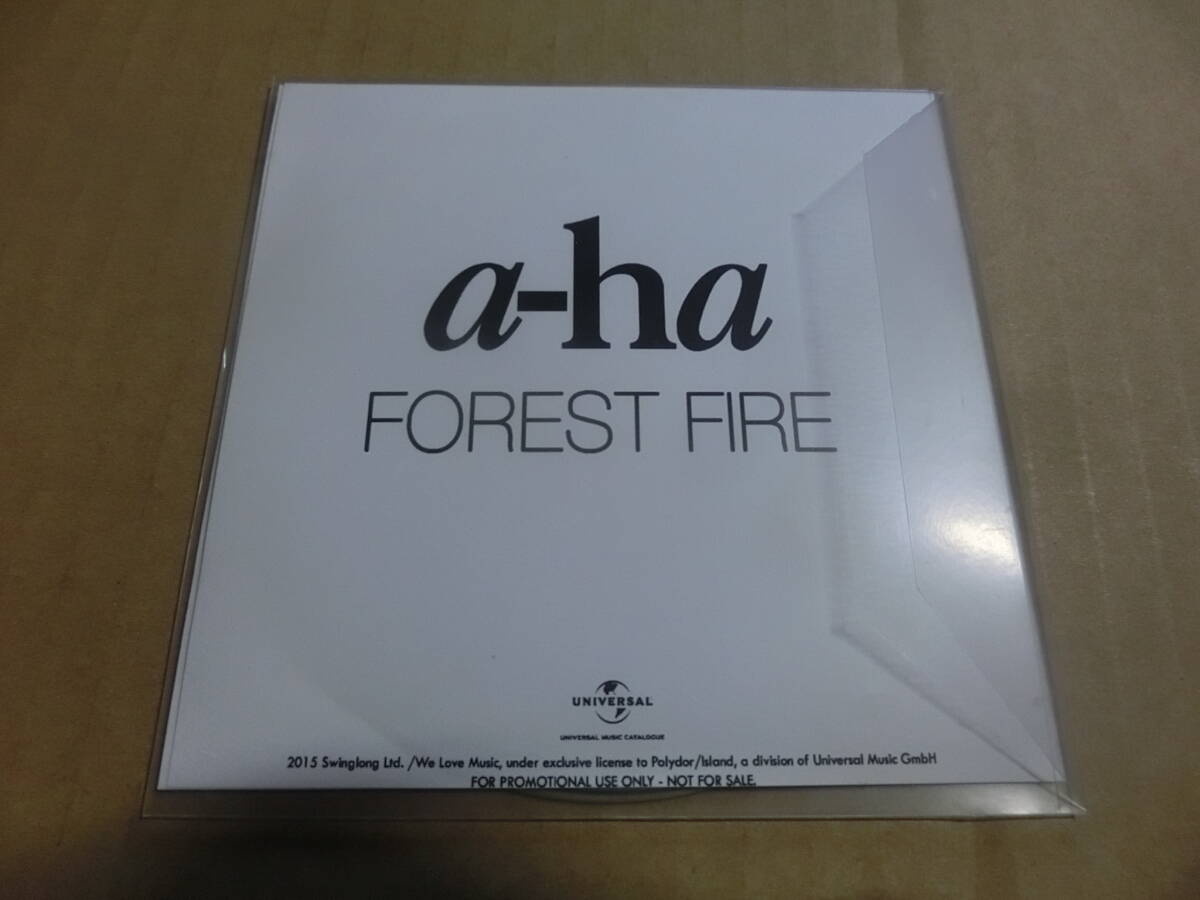 a-ha
FOREST FIRE
UNIVERSAL
UNIVERSAL MUSIC CATALOGUE
2015 Swinglong Ltd. /We Love Music, under exclusive license to Polydor/Island, a division of Universal Music GmbH
FOR PROMOTIONAL USE ONLY - NOT FOR SALE.